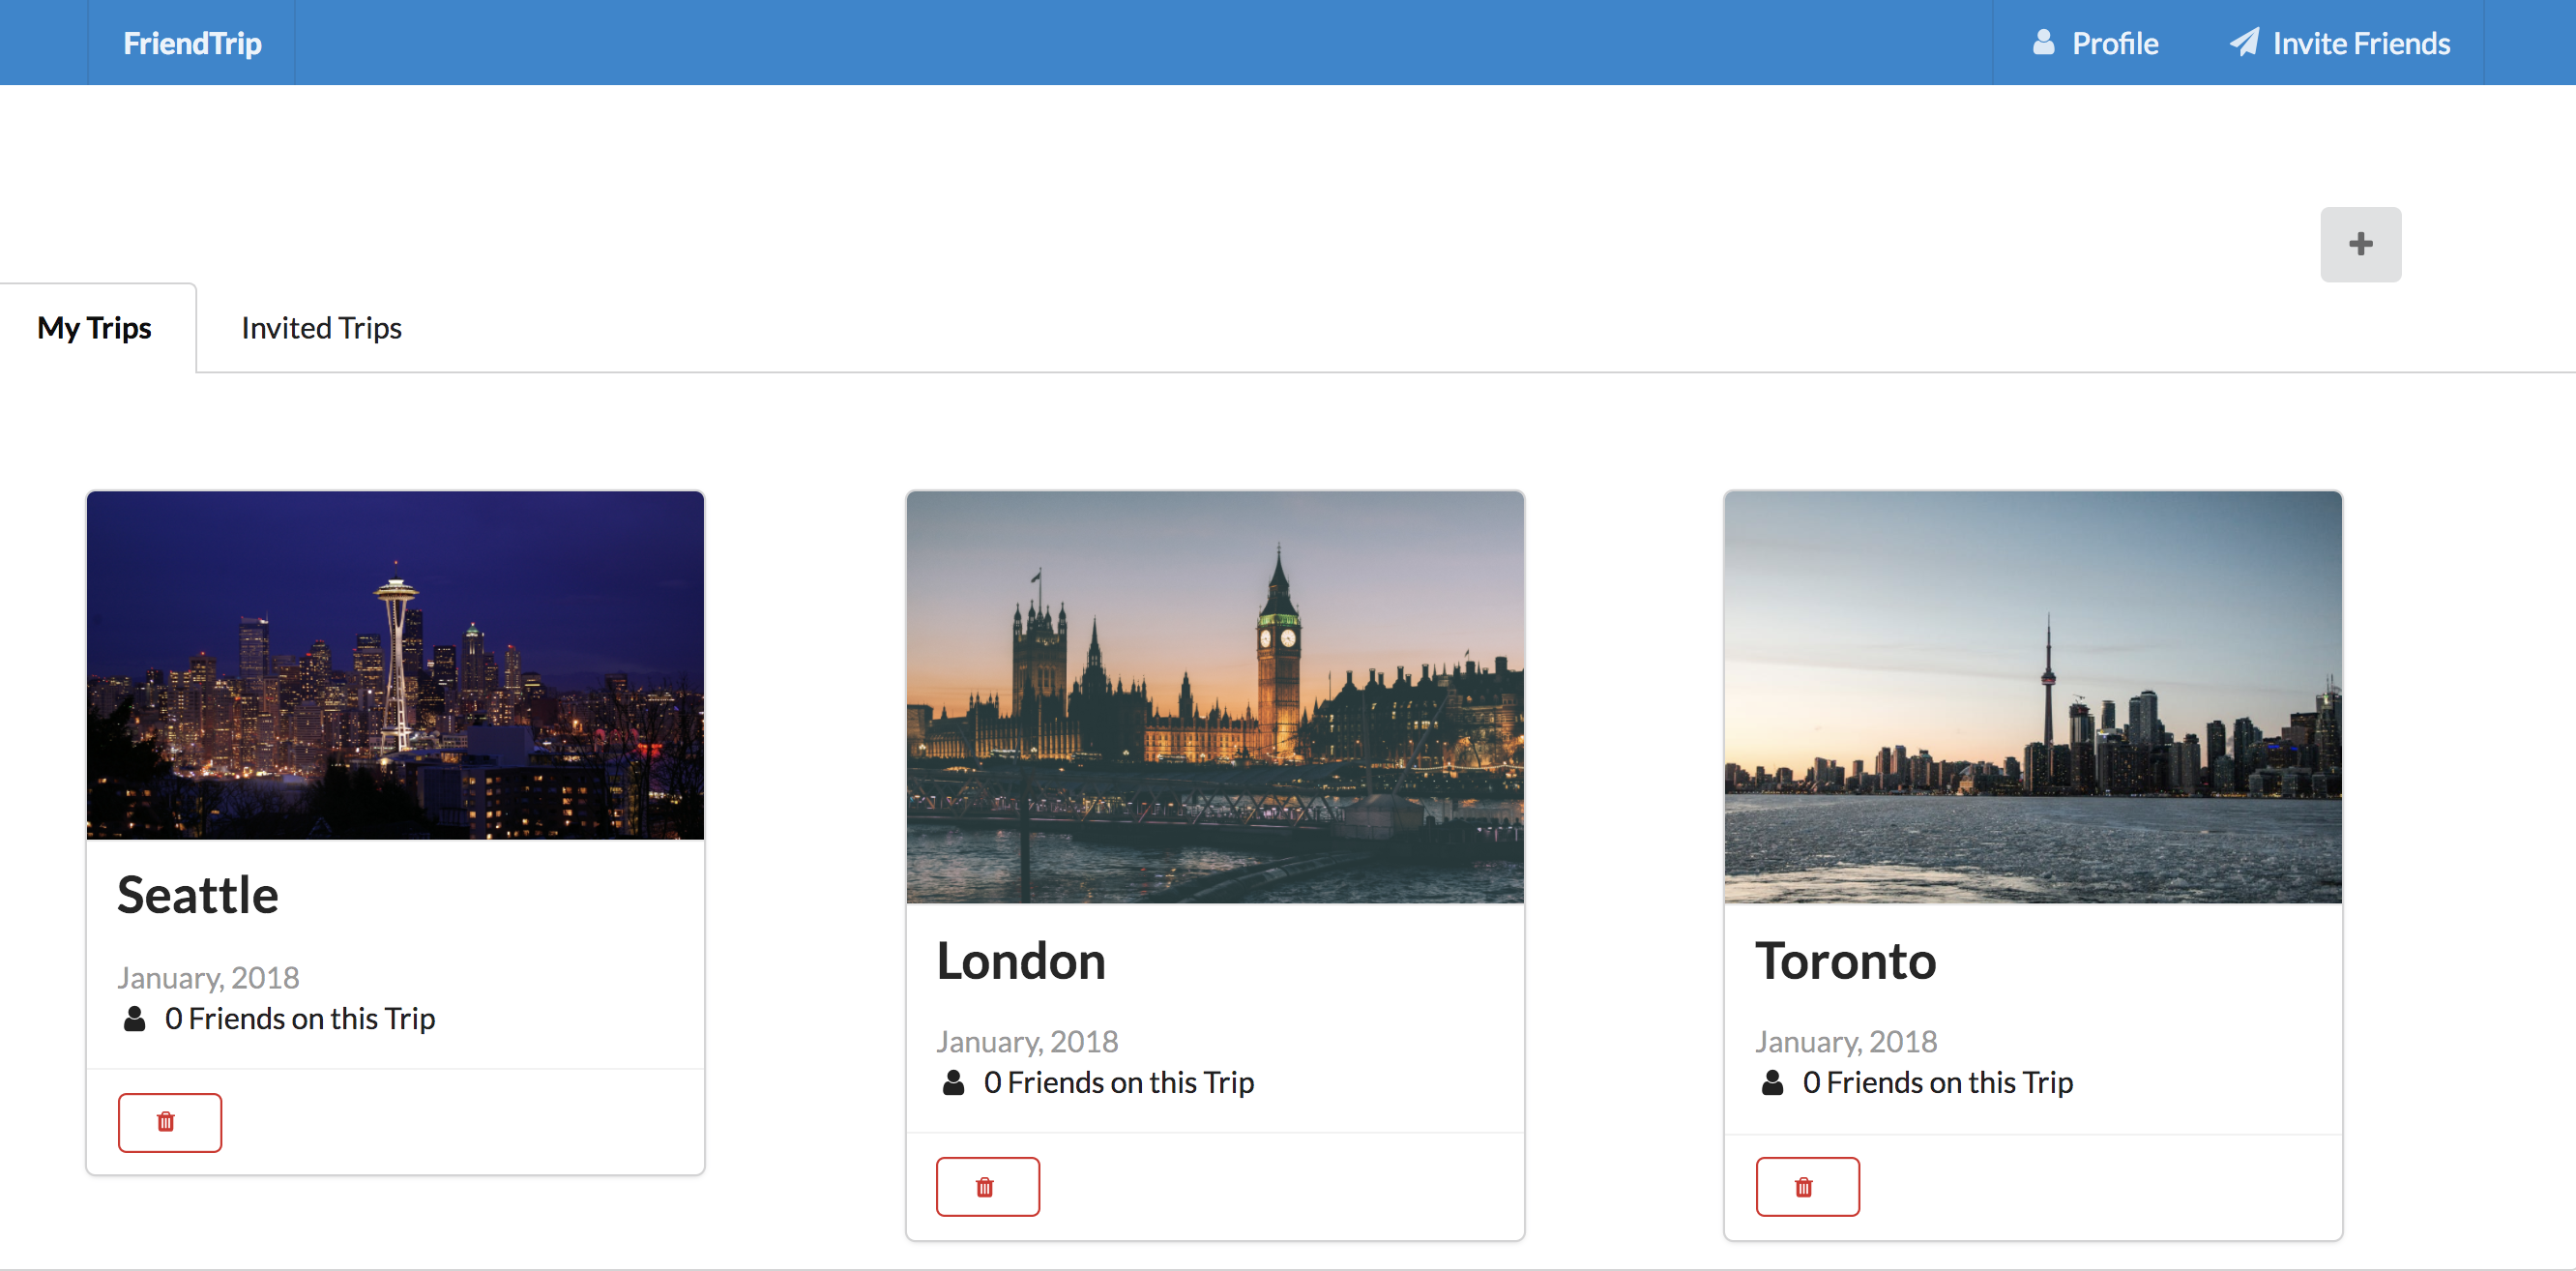 FriendTrip
Profile
Invite Friends
My Trips
Invited Trips
Seattle
January, 2018
0 Friends on this Trip
London
January, 2018
0 Friends on this Trip
Toronto
January, 2018
0 Friends on this Trip